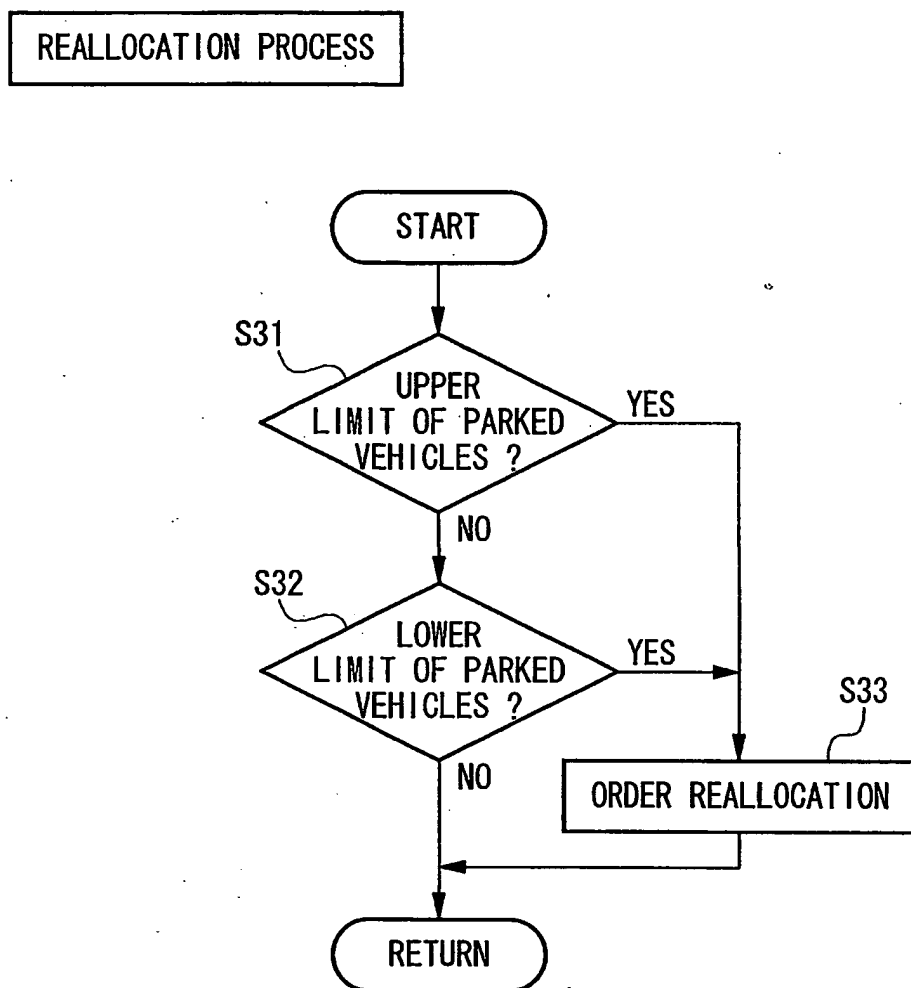 REALLOCATION PROCESS
START
S31
UPPER
LIMIT OF PARKED
VEHICLES ?
YES
NO
S32
LOWER
LIMIT OF PARKED
VEHICLES ?
YES
NO
S33
ORDER REALLOCATION
RETURN